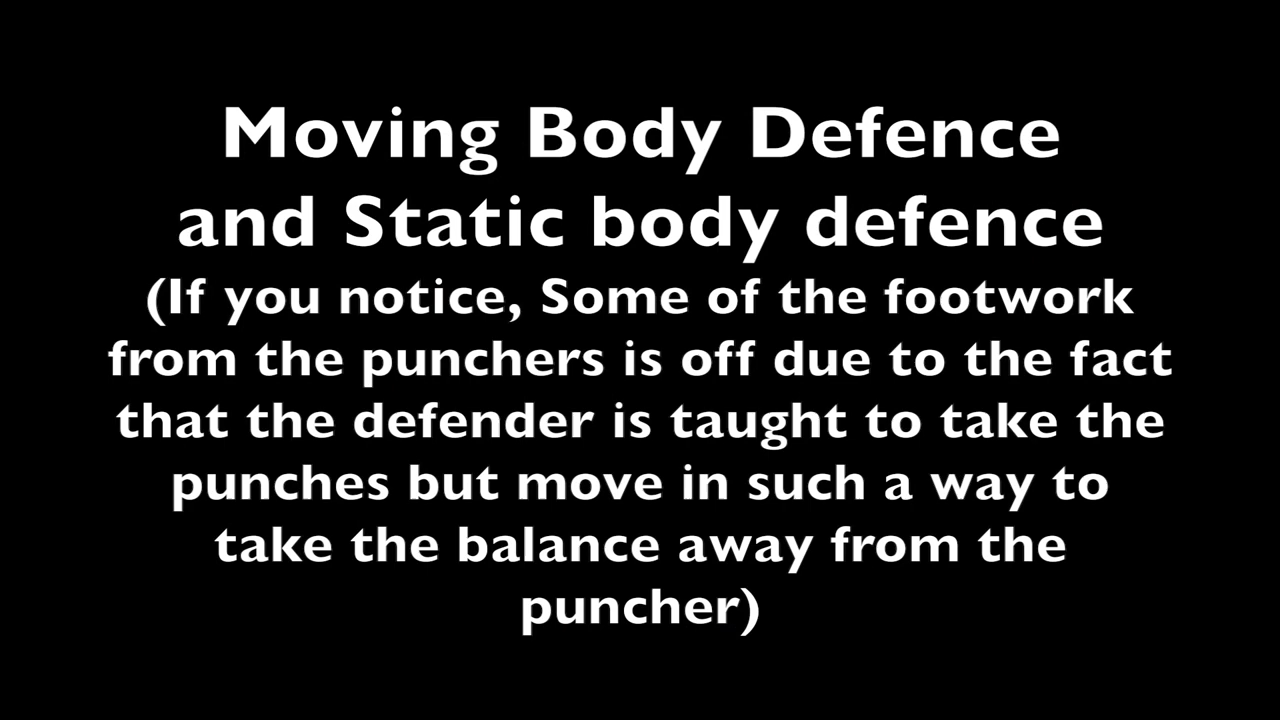 Moving Body Defence
and Static body defence
(If you notice, Some of the footwork
from the punchers is off due to the fact
that the defender is taught to take the
punches but move in such a way to
take the balance away from the
puncher)